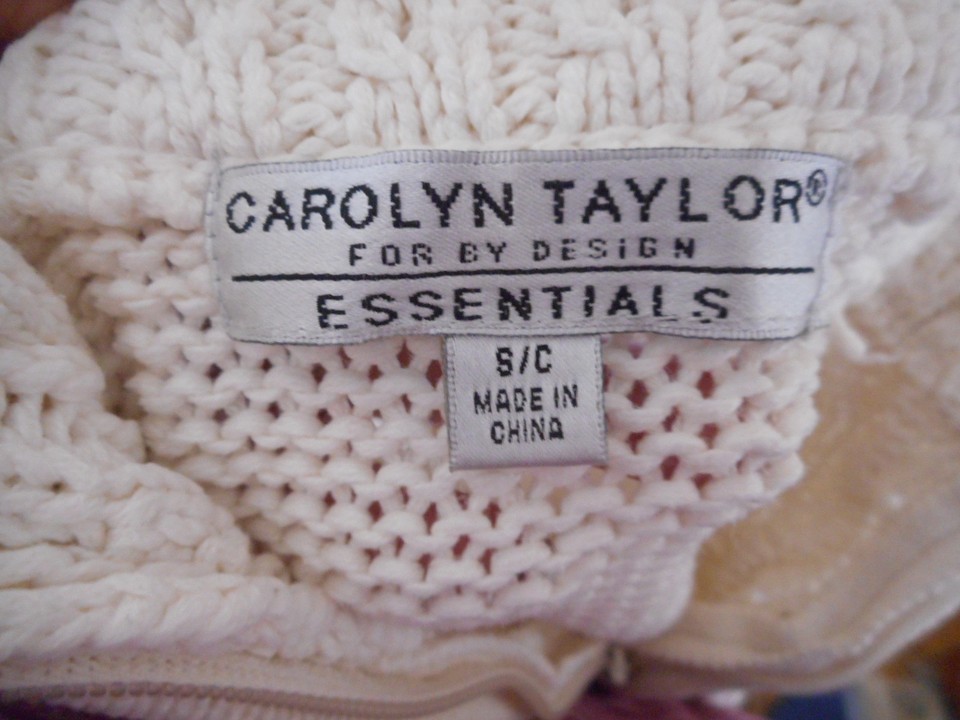 CAROLYN TAYLOR®
FOR BY DESIGN
ESSENTIALS
S/C
MADE IN
CHINA